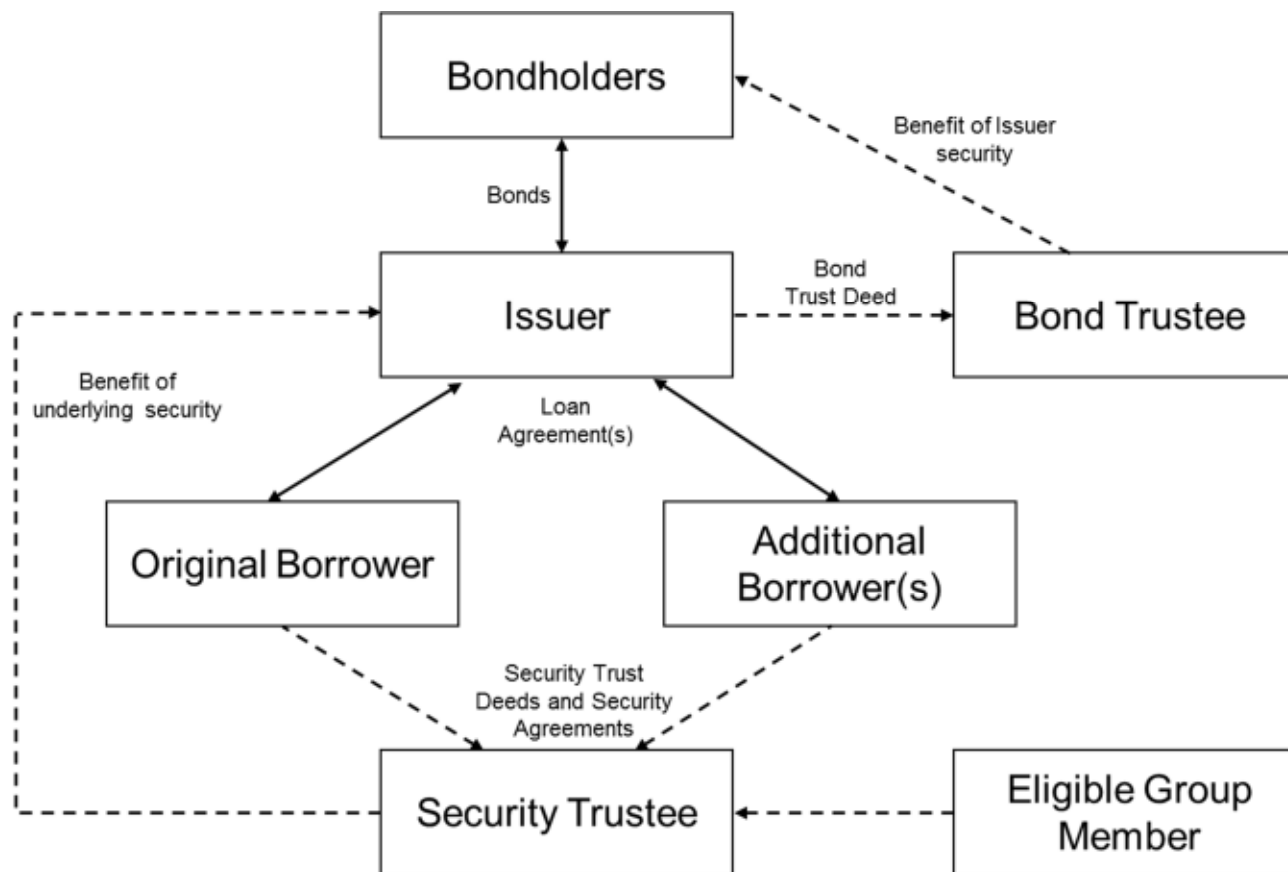 Bondholders
Benefit of Issuer
security
Bonds
Issuer
Bond
Trust Deed
Bond Trustee
Benefit of
underlying security
Loan
Agreement(s)
Original Borrower
Additional
Borrower(s)
Security Trust
Deeds and Security
Agreements
Security Trustee
Eligible Group
Member